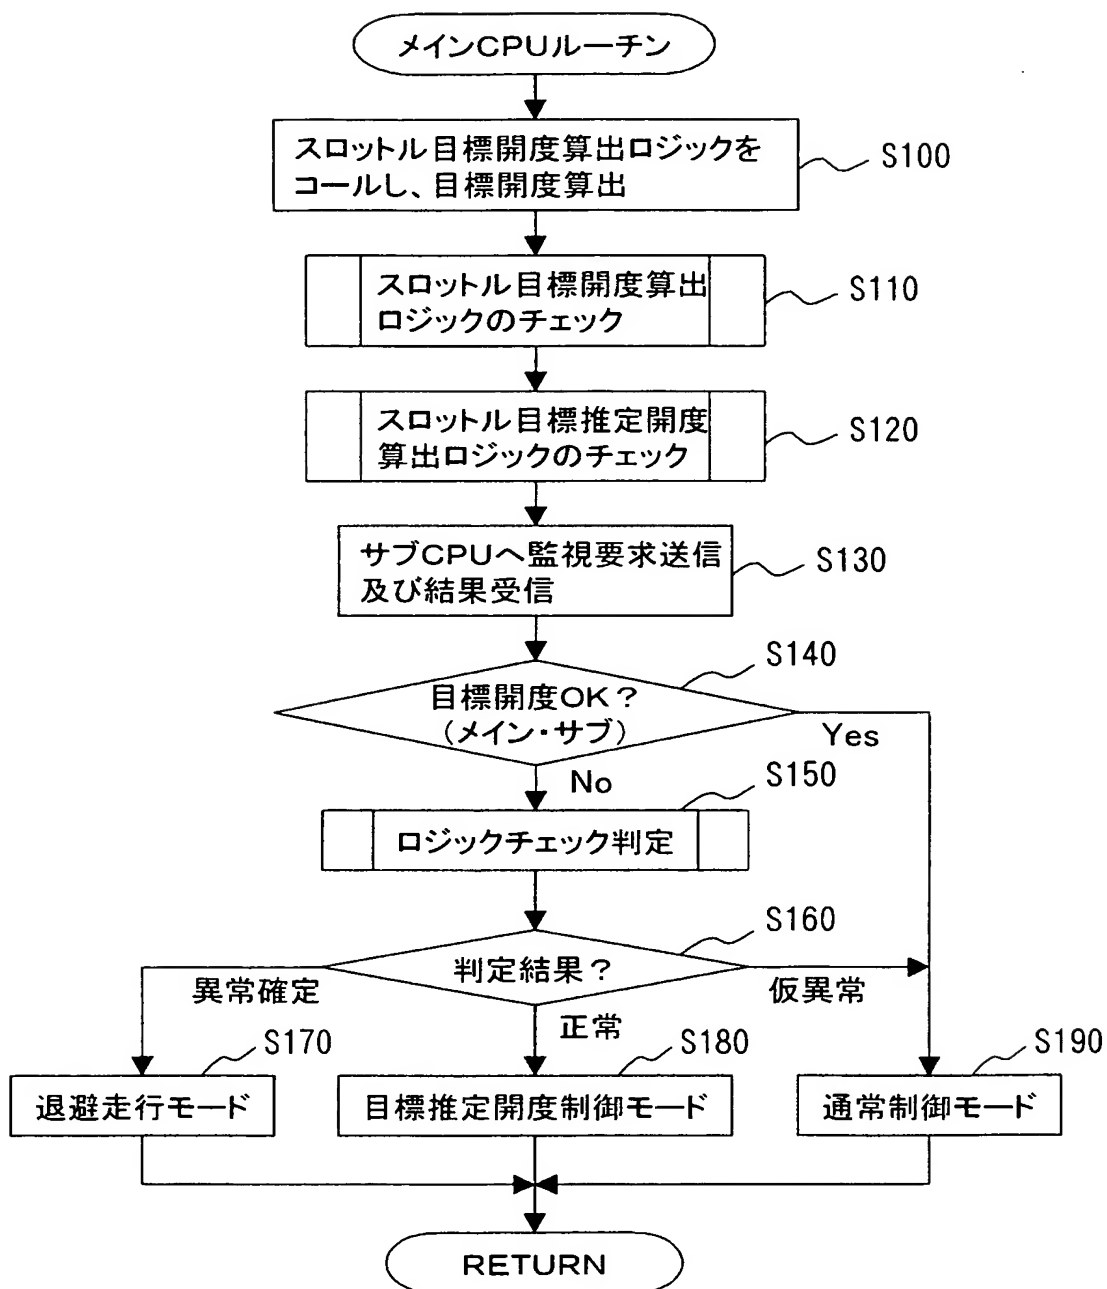 メインCPUルーチン
スロットル目標開度算出ロジックを
コールし、目標開度算出
S100
スロットル目標開度算出
ロジックのチェック
S110
スロットル目標推定開度
算出ロジックのチェック
S120
サブCPUへ監視要求送信
及び結果受信
S130
目標開度OK?
(メイン・サブ)
S140
Yes
No
S150
ロジックチェック判定
S160
判定結果?
異常確定
仮異常
正常
S170
S180
S190
退避走行モード
目標推定開度制御モード
通常制御モード
RETURN